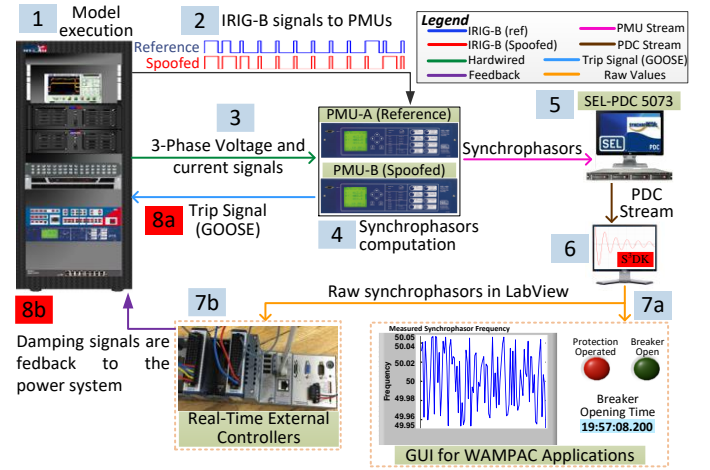 1
Model
execution
2
IRIG-B signals to PMUs
Reference
Spoofed
Legend
IRIG-B (ref)
IRIG-B (Spoofed)
Hardwired
Feedback
PMU Stream
PDC Stream
Trip Signal (GOOSE)
Raw Values
3
3-Phase Voltage and
current signals
PMU-A (Reference)
PMU-B (Spoofed)
Synchrophasors
5
SEL-PDC 5073
SEL
PDC
8a
Trip Signal
(GOOSE)
4
Synchrophasors
computation
PDC
Stream
6
S3DK
8b
Damping signals are
fedback to the
power system
7b
Raw synchrophasors in LabView
7a
Real-Time External
Controllers
Measured Synchrophasor Frequency
Frequency
50.05
50.04
50.02
50
49.98
49.96
49.95
Protection
Operated
Breaker
Open
Breaker
Opening Time
19:57:08.200
GUI for WAMPAC Applications